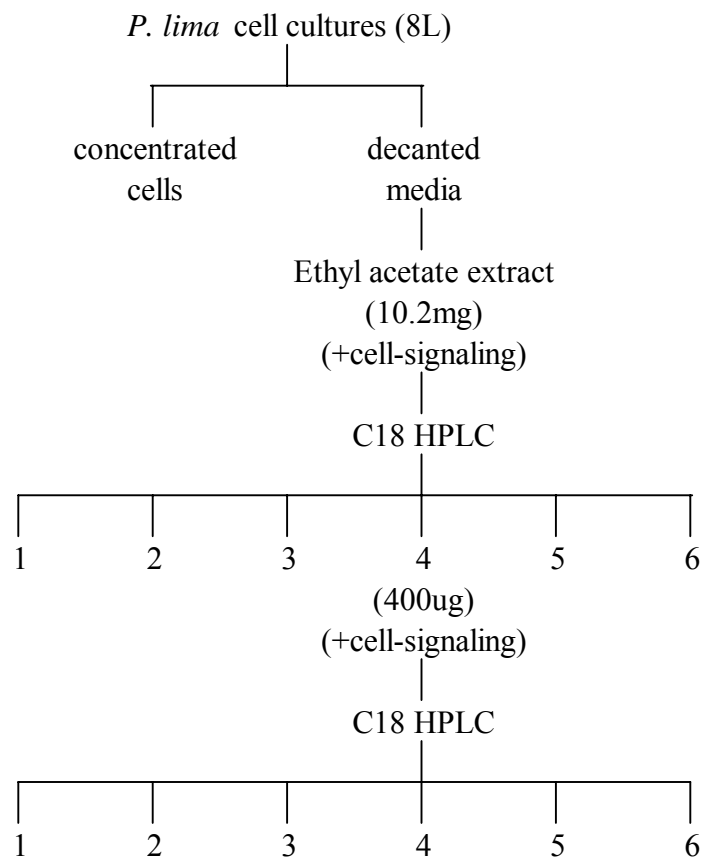 P. lima cell cultures (8L)
concentrated
cells
decanted
media
Ethyl acetate extract
(10.2mg)
(+cell-signaling)
C18 HPLC
1 2 3 4 5 6
(400ug)
(+cell-signaling)
C18 HPLC
1 2 3 4 5 6